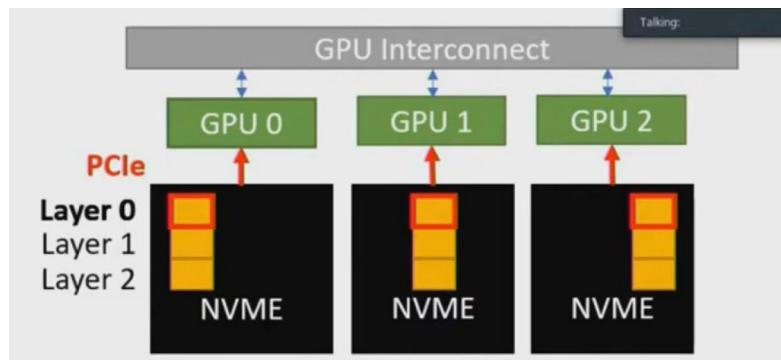 Talking:
GPU Interconnect
GPU 0 GPU 1 GPU 2
PCIe
Layer 0
Layer 1
Layer 2
NVME NVME NVME